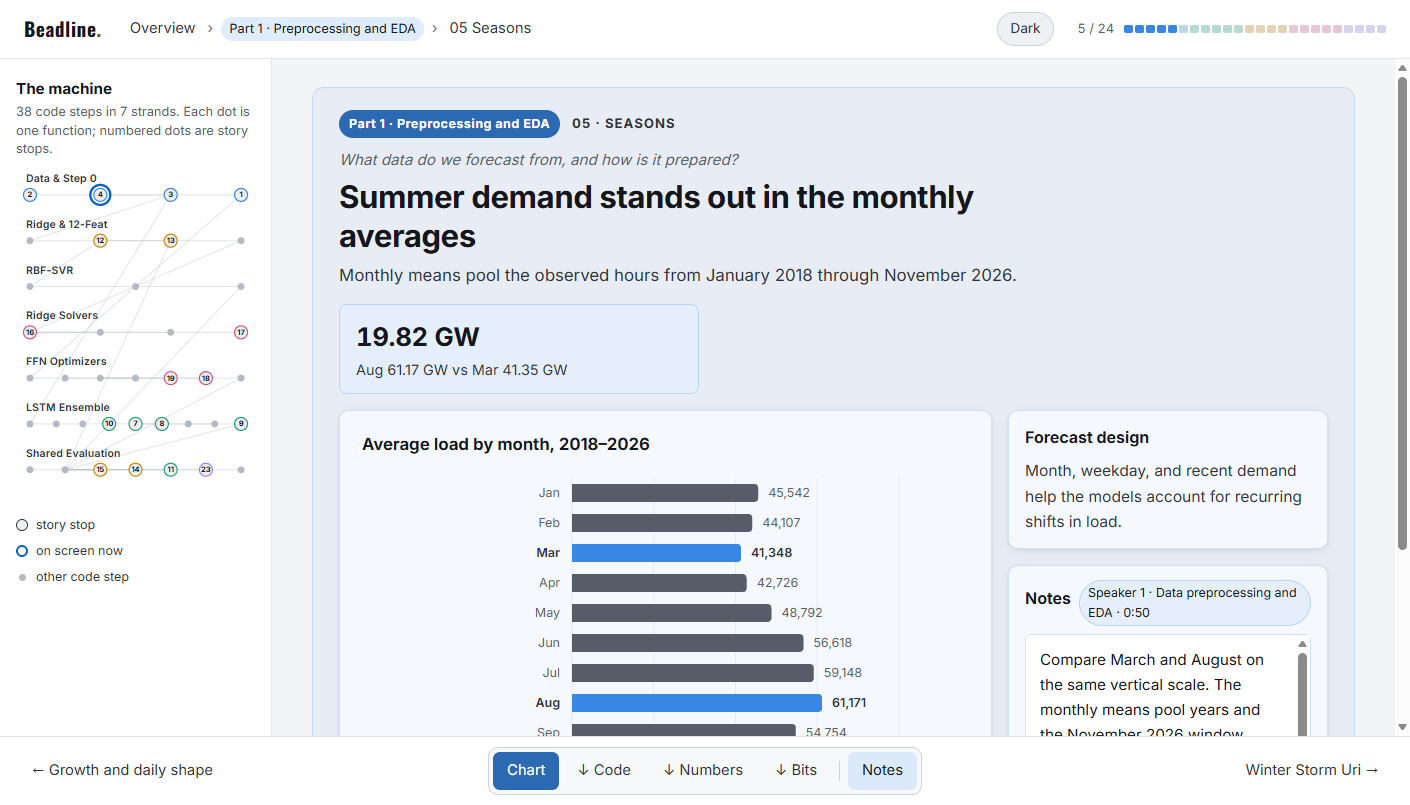 Beadline.
Overview › Part 1 · Preprocessing and EDA › 05 Seasons
Dark
5 / 24
The machine
38 code steps in 7 strands. Each dot is
one function; numbered dots are story
stops.
Data & Step 0
2 4 3 1
Ridge & 12-Feat
12 13
RBF-SVR
Ridge Solvers
16 17
FFN Optimizers
19 18
LSTM Ensemble
10 7 8 9
Shared Evaluation
15 14 11 23
story stop
on screen now
other code step
Part 1 · Preprocessing and EDA
05 · SEASONS
What data do we forecast from, and how is it prepared?
Summer demand stands out in the monthly
averages
Monthly means pool the observed hours from January 2018 through November 2026.
19.82 GW
Aug 61.17 GW vs Mar 41.35 GW
Average load by month, 2018–2026
Jan 45,542
Feb 44,107
Mar 41,348
Apr 42,726
May 48,792
Jun 56,618
Jul 59,148
Aug 61,171
Sep 54,754
Forecast design
Month, weekday, and recent demand
help the models account for recurring
shifts in load.
Notes
Speaker 1 · Data preprocessing and
EDA · 0:50
Compare March and August on
the same vertical scale. The
monthly means pool years and
the November 2026 window
← Growth and daily shape
Chart
↓ Code
↓ Numbers
↓ Bits
Notes
Winter Storm Uri →